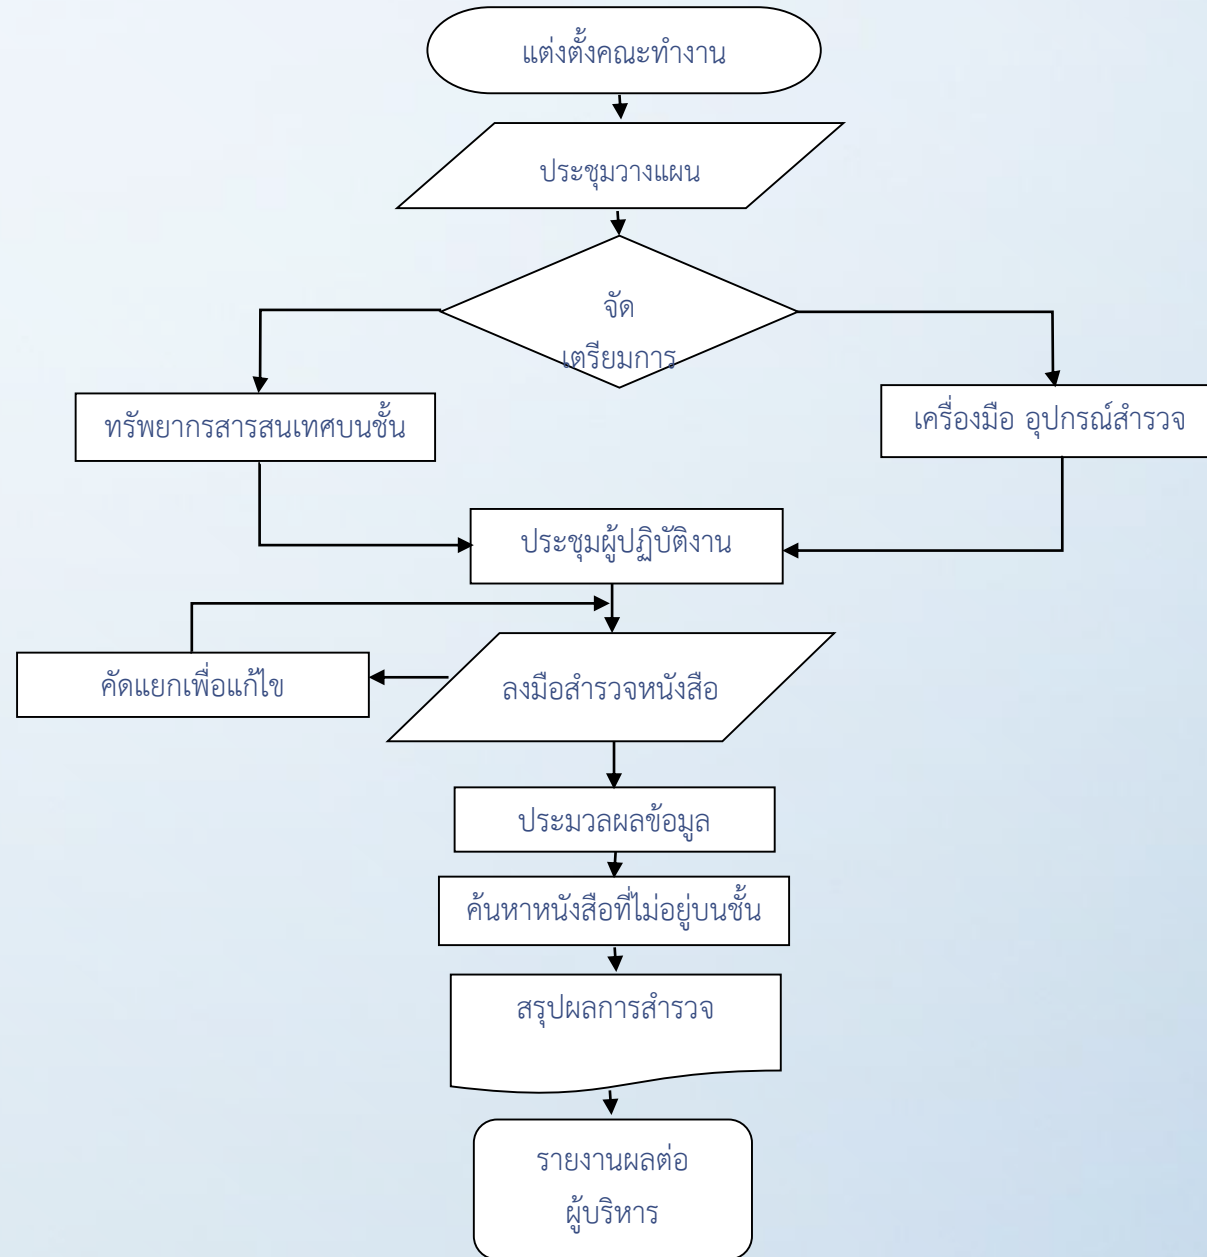 แต่งตั้งคณะทำงาน
ประชุมวางแผน
จัด
เตรียมการ
ทรัพยากรสารสนเทศบนชั้น
เครื่องมือ อุปกรณ์สำรวจ
ประชุมผู้ปฏิบัติงาน
คัดแยกเพื่อแก้ไข
ลงมือสำรวจหนังสือ
ประมวลผลข้อมูล
ค้นหาหนังสือที่ไม่อยู่บนชั้น
สรุปผลการสำรวจ
รายงานผลต่อ
ผู้บริหาร